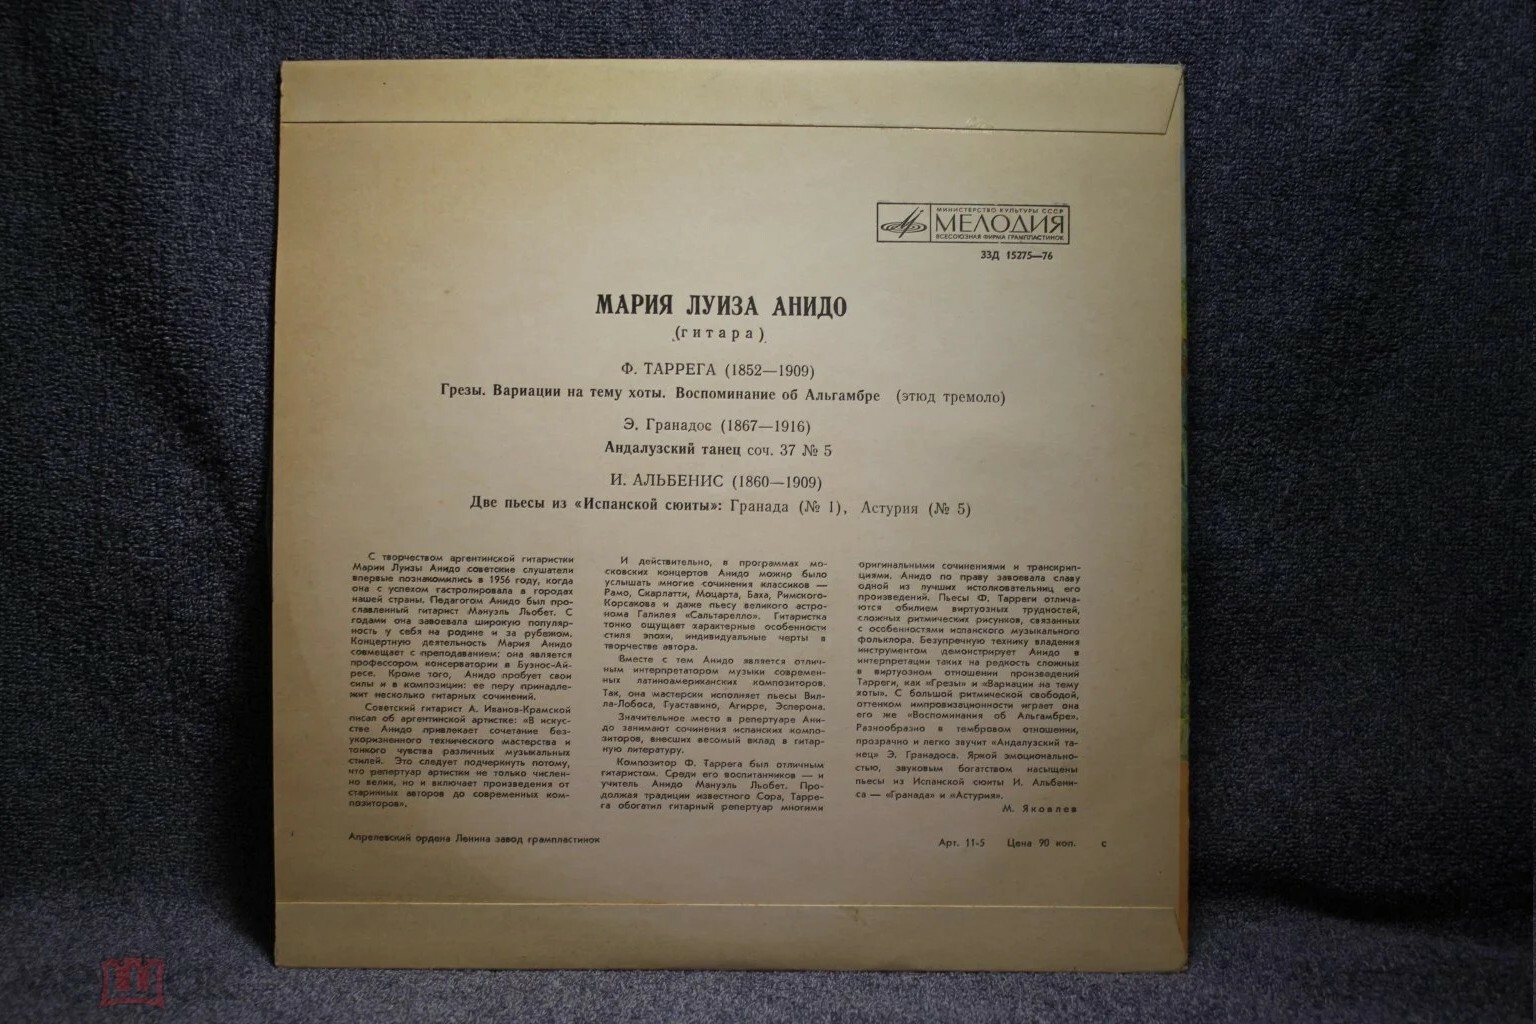 МИНИСТЕРСТВО КУЛЬТУРЫ СССР
МЕЛОДИЯ
ВСЕСОЮЗНАЯ ФИРМА ГРАМПЛАСТИНОК
33Д 15275—76
МАРИЯ ЛУИЗА АНИДО
(гитара)
Ф. ТАРРЕГА (1852—1909)
Грезы. Вариации на тему хоты. Воспоминание об Альгамбре (этюд тремоло)
Э. Гранадос (1867—1916)
Андалузский танец соч. 37 № 5
И. АЛЬБЕНИС (1860—1909)
Две пьесы из «Испанской сюиты»: Гранада (№ 1), Астурия (№ 5)
С творчеством аргентинской гитаристки
Марии Луизы Анидо советские слушатели
впервые познакомились в 1956 году, когда
она с успехом гастролировала в городах
нашей страны. Педагогом Анидо был про-
славленный гитарист Мануэль Льобет. С
годами она завоевала широкую популяр-
ность у себя на родине и за рубежом.
Концертную деятельность Мария Анидо
совмещает с преподаванием: она является
профессором консерватории в Буэнос-Ай-
ресе. Кроме того, Анидо пробует свои
силы и в композиции: ее перу принадле-
жит несколько гитарных сочинений.
Советский гитарист А. Иванов-Крамской
писал об аргентинской артистке: «В искус-
стве Анидо привлекает сочетание без-
укоризненного технического мастерства и
тонкого чувства различных музыкальных
стилей. Это следует подчеркнуть потому,
что репертуар артистки не только числен-
но велик, но и включает произведения от
старинных авторов до современных ком-
позиторов».
И действительно, в программах мо-
сковских концертов Анидо можно было
услышать многие сочинения классиков —
Рамо, Скарлатти, Моцарта, Баха, Римского-
Корсакова и даже пьесу великого астро-
нома Галилея «Сальтарелло». Гитаристка
тонко ощущает характерные особенности
стиля эпохи, индивидуальные черты в
творчестве автора.
Вместе с тем Анидо является отлич-
ным интерпретатором музыки современ-
ных латиноамериканских композиторов.
Так, она мастерски исполняет пьесы Вил-
ла-Лобоса, Гуаставино, Агирре, Эсперона.
Значительное место в репертуаре Ани-
до занимают сочинения испанских компо-
зиторов, внесших весомый вклад в гитар-
ную литературу.
Композитор Ф. Таррега был отличным
гитаристом. Среди его воспитанников — и
учитель Анидо Мануэль Льобет. Про-
должая традиции известного Сора, Тарре-
га обогатил гитарный репертуар многими
оригинальными сочинениями и транскрип-
циями. Анидо по праву завоевала славу
одной из лучших истолковательниц его
произведений. Пьесы Ф. Тарреги отлича-
ются обилием виртуозных трудностей,
сложных ритмических рисунков, связанных
с особенностями испанского музыкального
фольклора. Безупречную технику владения
инструментом демонстрирует Анидо в
интерпретации таких на редкость сложных
в виртуозном отношении произведений
Тарреги, как «Грезы» и «Вариации на тему
хоты». С большой ритмической свободой,
оттенком импровизационности играет она
его же «Воспоминания об Альгамбре».
Разнообразно в тембровом отношении,
прозрачно и легко звучит «Андалузский та-
нец» Э. Гранадоса. Яркой эмоционально-
стью, звуковым богатством насыщены
пьесы из Испанской сюиты И. Альбени-
са — «Гранада» и «Астурия».
М. Яковлев
Апрелевский ордена Ленина завод грампластинок
Арт. 11-5 Цена 90 коп. с